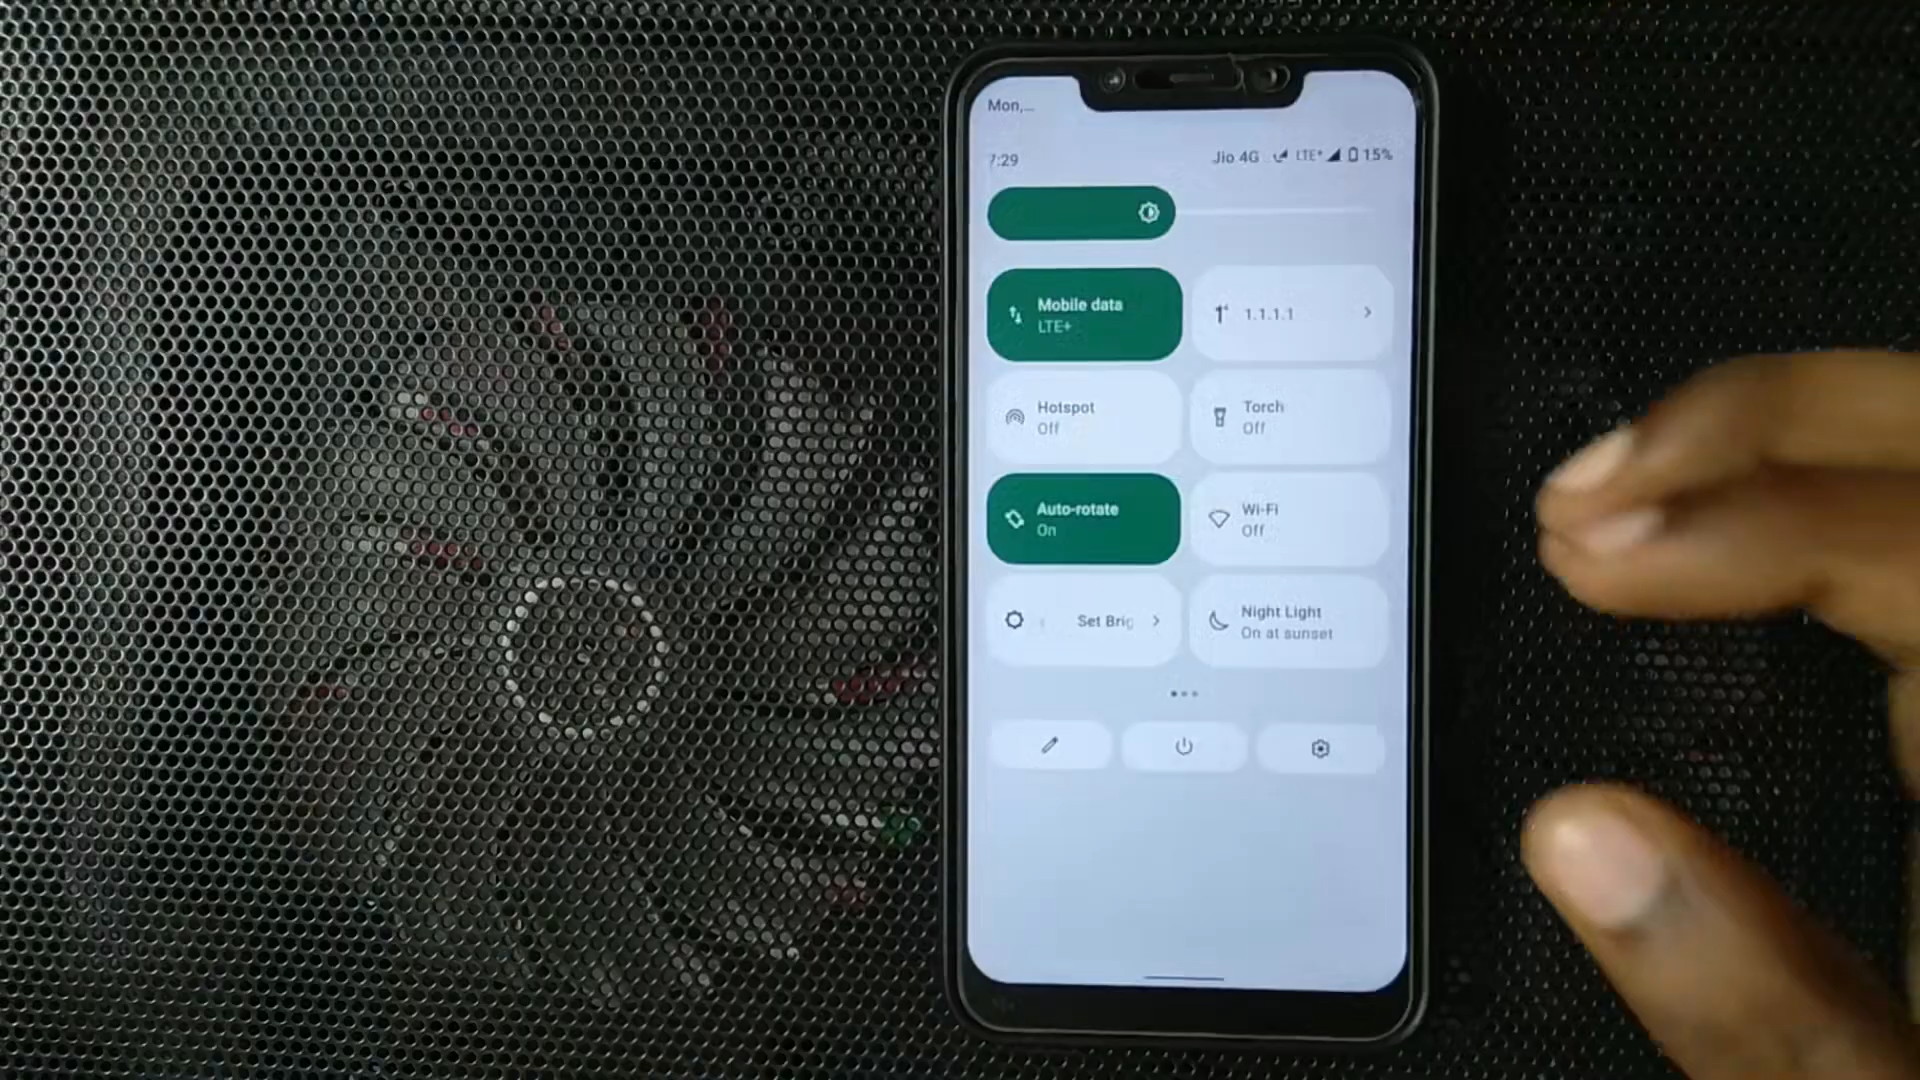 Mon,...
7:29
Jio 4G LTE+ 15%
Mobile data
LTE+
1.1.1.1
Hotspot
Off
Torch
Off
Auto-rotate
On
Wi-Fi
Off
Set Brig
Night Light
On at sunset